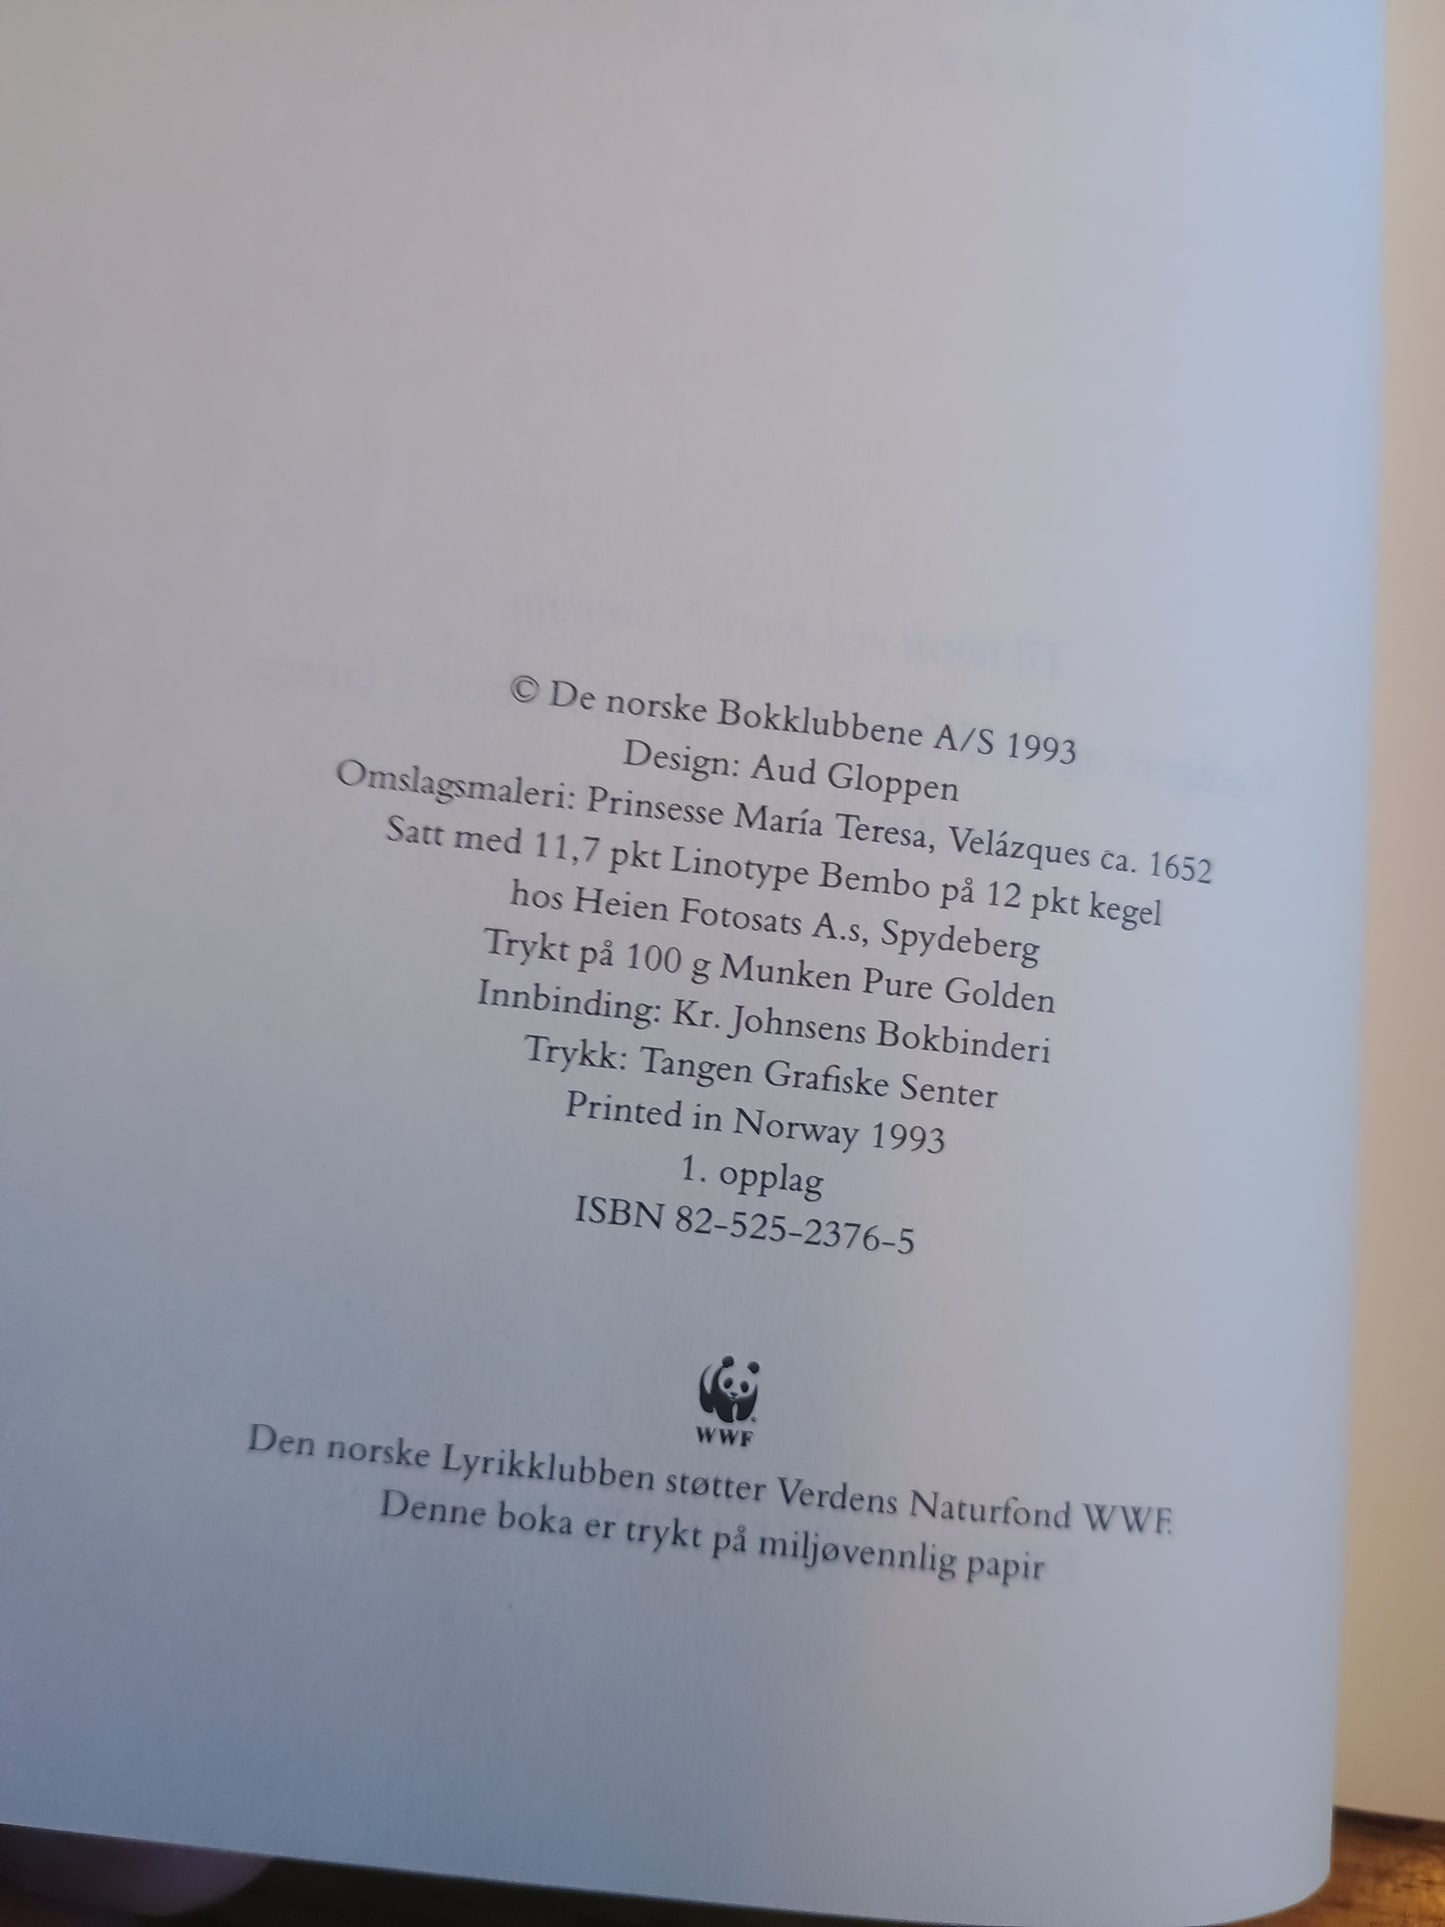 © De norske Bokklubbene A/S 1993
Design: Aud Gloppen
Omslagsmaleri: Prinsesse María Teresa, Velázques ca. 1652
Satt med 11,7 pkt Linotype Bembo på 12 pkt kegel
hos Heien Fotosats A.s, Spydeberg
Trykt på 100 g Munken Pure Golden
Innbinding: Kr. Johnsens Bokbinderi
Trykk: Tangen Grafiske Senter
Printed in Norway 1993
1. opplag
ISBN 82-525-2376-5
WWF
Den norske Lyrikklubben støtter Verdens Naturfond WWF.
Denne boka er trykt på miljøvennlig papir